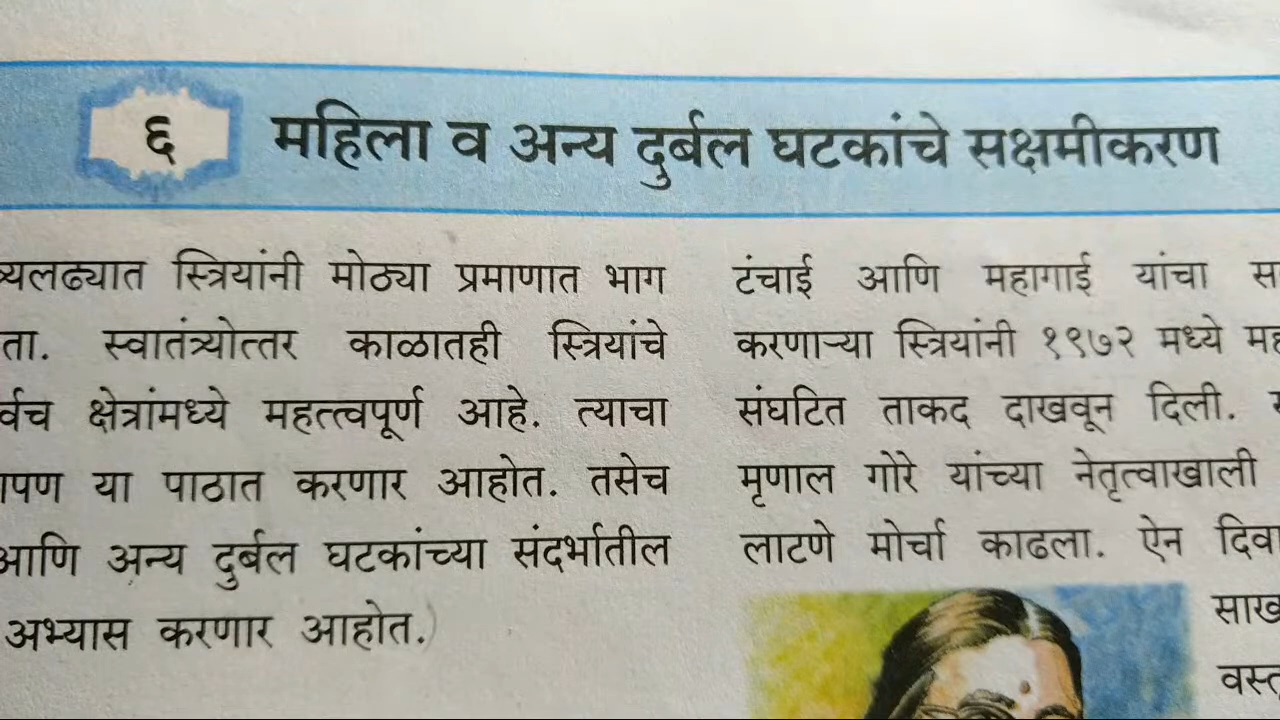 ६ महिला व अन्य दुर्बल घटकांचे सक्षमीकरण
स्त्रियांनी मोठ्या प्रमाणात भाग
स्वातंत्र्योत्तर काळातही स्त्रियांचे
क्षेत्रांमध्ये महत्त्वपूर्ण आहे. त्याचा
या पाठात करणार आहोत. तसेच
आणि अन्य दुर्बल घटकांच्या संदर्भातील
अभ्यास करणार आहोत.
टंचाई आणि महागाई यांचा
करणाऱ्या स्त्रियांनी १९७२ मध्ये
संघटित ताकद दाखवून दिली.
मृणाल गोरे यांच्या नेतृत्वाखाली
लाटणे मोर्चा काढला. ऐन